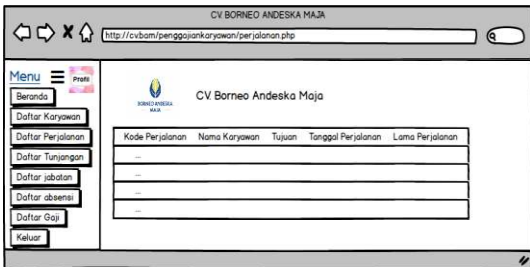 CV BORNEO ANDESKA MAJA
http://cvbam/penggajiankaryawan/perjalanan.php
Menu
Profil
Beranda
Daftar Karyawan
Daftar Perjalanan
Daftar Tunjangan
Daftar jabatan
Daftar absensi
Daftar Gaji
Keluar
BORNEO ANDESKA
MAJA
CV. Borneo Andeska Maja
Kode Perjalanan Nama Karyawan Tujuan Tanggal Perjalanan Lama Perjalanan
...
...
...
...